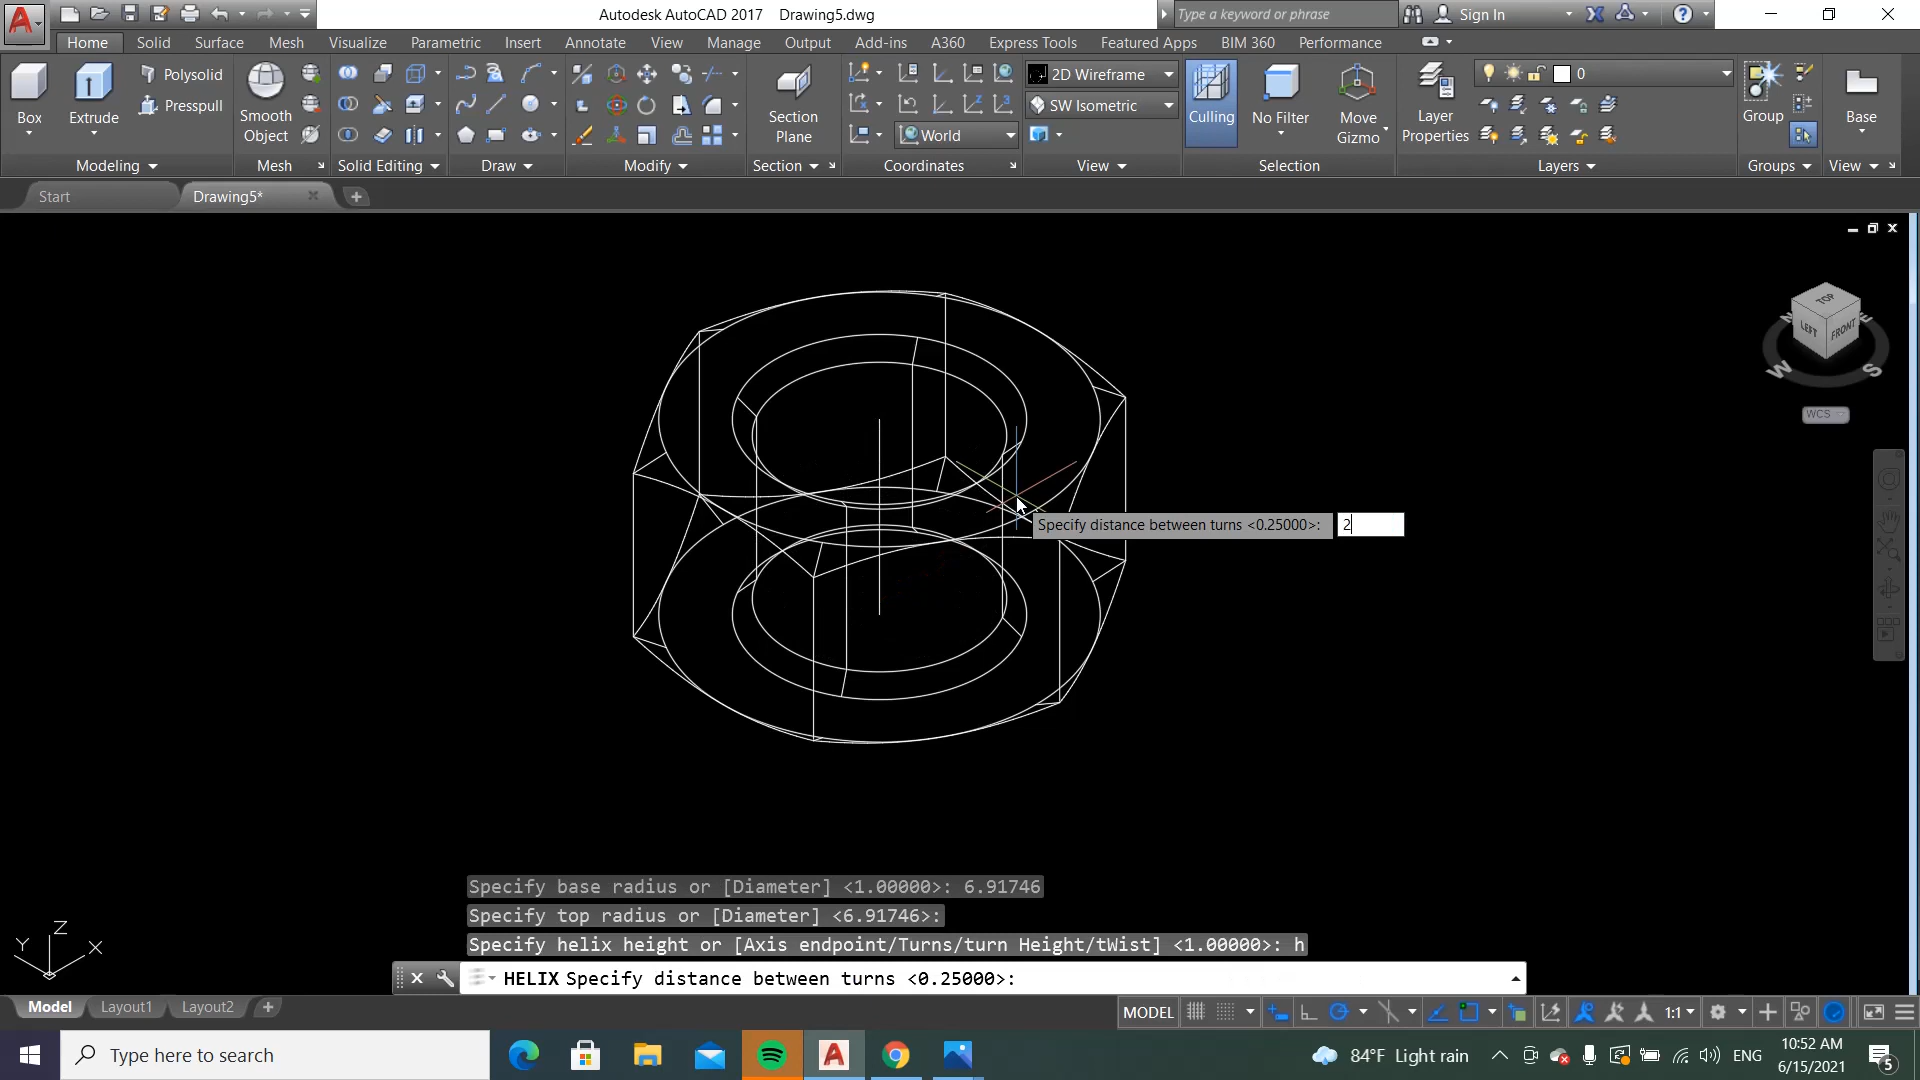 Autodesk AutoCAD 2017 Drawing5.dwg
Type a keyword or phrase
Sign In
Home Solid Surface Mesh Visualize Parametric Insert Annotate View Manage Output Add-ins A360 Express Tools Featured Apps BIM 360 Performance
Box
Extrude
Polysolid
Presspull
Smooth Object
Section Plane
World
2D Wireframe
SW Isometric
Culling
No Filter
Move Gizmo
Layer Properties
0
Group
Base
Modeling Mesh Solid Editing Draw Modify Section Coordinates View Selection Layers Groups View
Start Drawing5*
TOP
LEFT FRONT
W S
WCS
Specify distance between turns <0.25000>: 2
Specify base radius or [Diameter] <1.00000>: 6.91746
Specify top radius or [Diameter] <6.91746>:
Specify helix height or [Axis endpoint/Turns/turn Height/tWist] <1.00000>: h
HELIX Specify distance between turns <0.25000>:
Z
Y X
Model Layout1 Layout2
MODEL
1:1
Type here to search
84°F Light rain
ENG
10:52 AM
6/15/2021
5